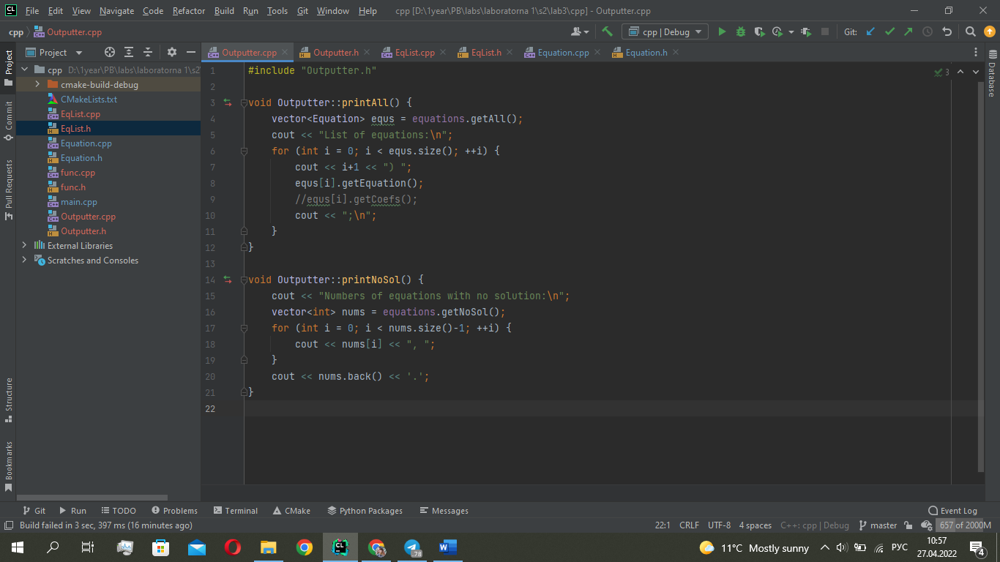 CL File Edit View Navigate Code Refactor Build Run Tools Git Window Help cpp [D:\1year\PB\labs\laboratorna 1\s2\lab3\cpp] - Outputter.cpp
cpp Outputter.cpp cpp | Debug Git:
Project Outputter.cpp Outputter.h EqList.cpp EqList.h Equation.cpp Equation.h
Project
Commit
Pull Requests
Structure
Bookmarks
cpp D:\1year\PB\labs\laboratorna 1\s2\
cmake-build-debug
CMakeLists.txt
EqList.cpp
EqList.h
Equation.cpp
Equation.h
func.cpp
func.h
main.cpp
Outputter.cpp
Outputter.h
External Libraries
Scratches and Consoles
1 #include "Outputter.h"
2
3 void Outputter::printAll() {
4 vector<Equation> equs = equations.getAll();
5 cout << "List of equations:\n";
6 for (int i = 0; i < equs.size(); ++i) {
7 cout << i+1 << ") ";
8 equs[i].getEquation();
9 //equs[i].getCoefs();
10 cout << ";\n";
11 }
12 }
13
14 void Outputter::printNoSol() {
15 cout << "Numbers of equations with no solution:\n";
16 vector<int> nums = equations.getNoSol();
17 for (int i = 0; i < nums.size()-1; ++i) {
18 cout << nums[i] << ", ";
19 }
20 cout << nums.back() << '.';
21 }
22
3
Database
Git Run TODO Problems Terminal CMake Python Packages Messages Event Log
Build failed in 3 sec, 397 ms (16 minutes ago) 22:1 CRLF UTF-8 4 spaces C++: cpp | Debug master 657 of 2000M
CL .78 W 11°C Mostly sunny РУС 10:57
27.04.2022 4